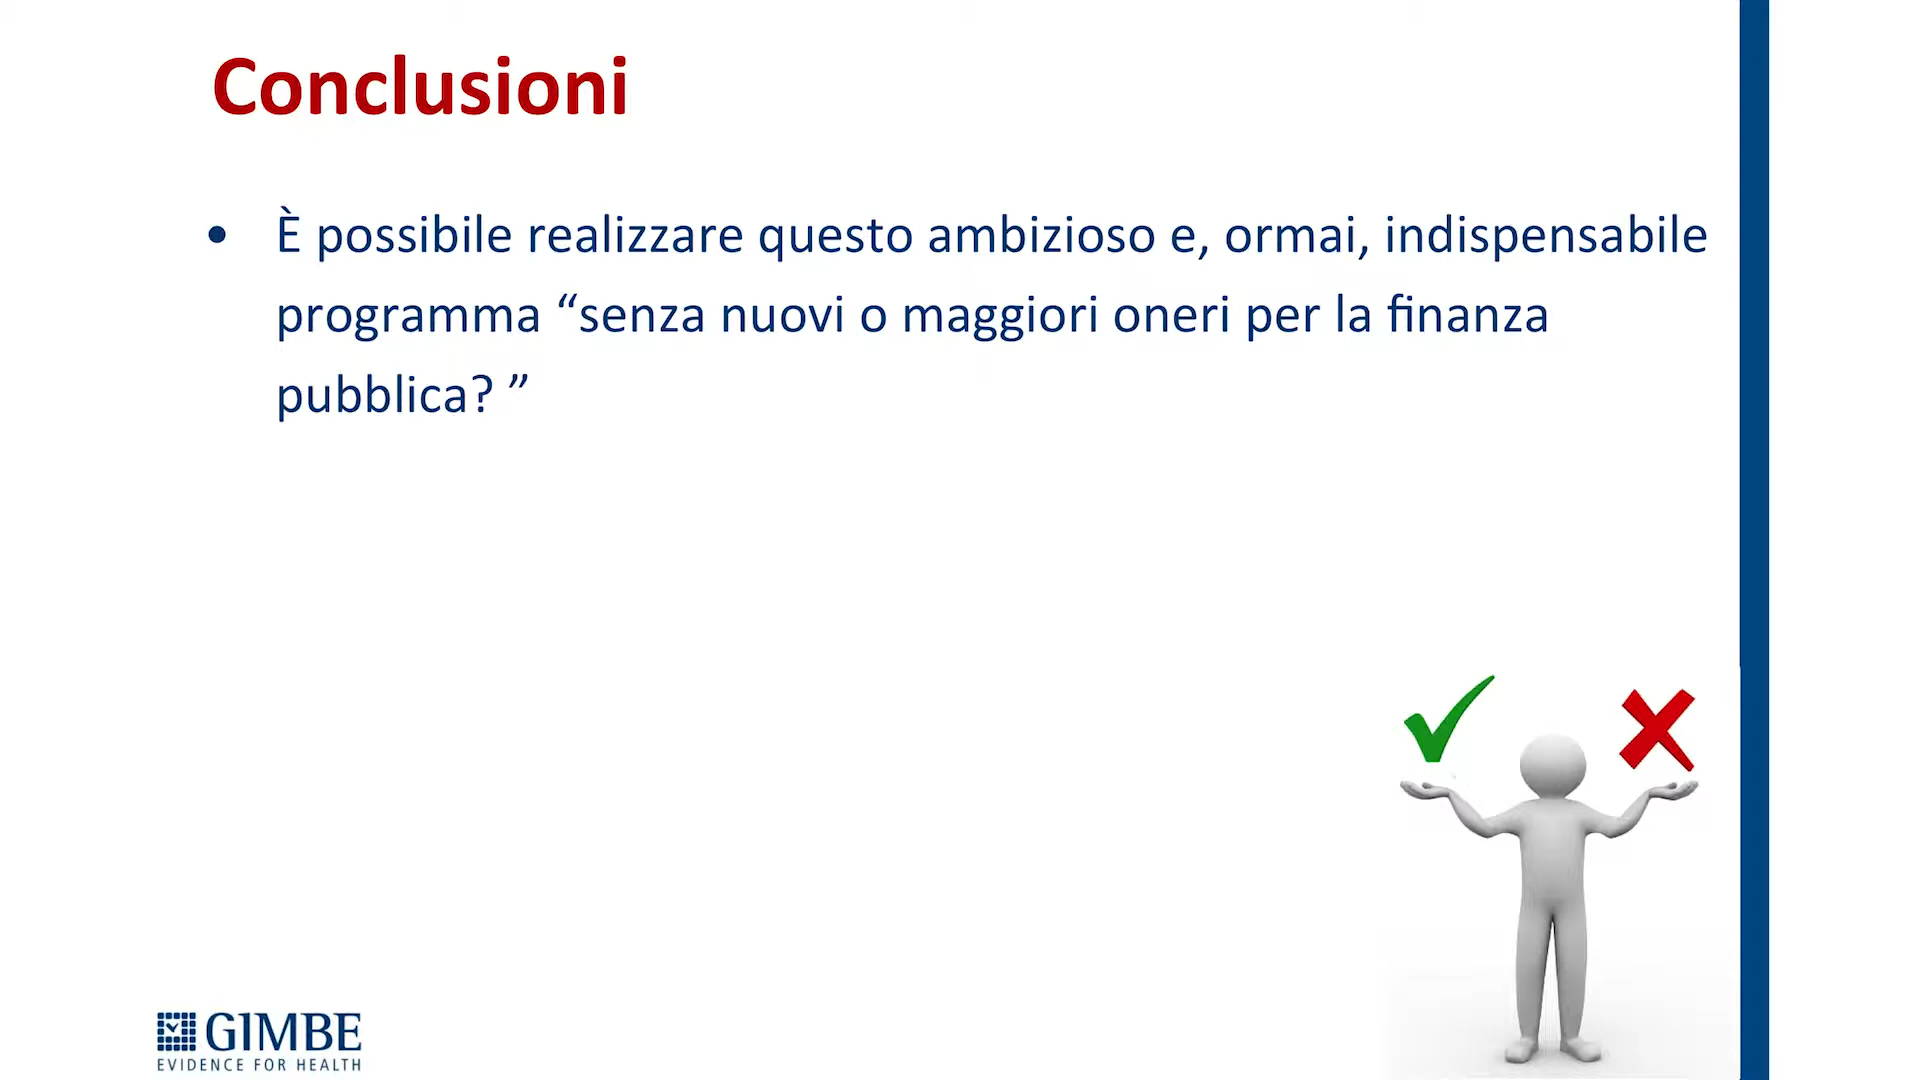 Conclusioni
• È possibile realizzare questo ambizioso e, ormai, indispensabile
programma “senza nuovi o maggiori oneri per la finanza
pubblica? ”
GIMBE
EVIDENCE FOR HEALTH